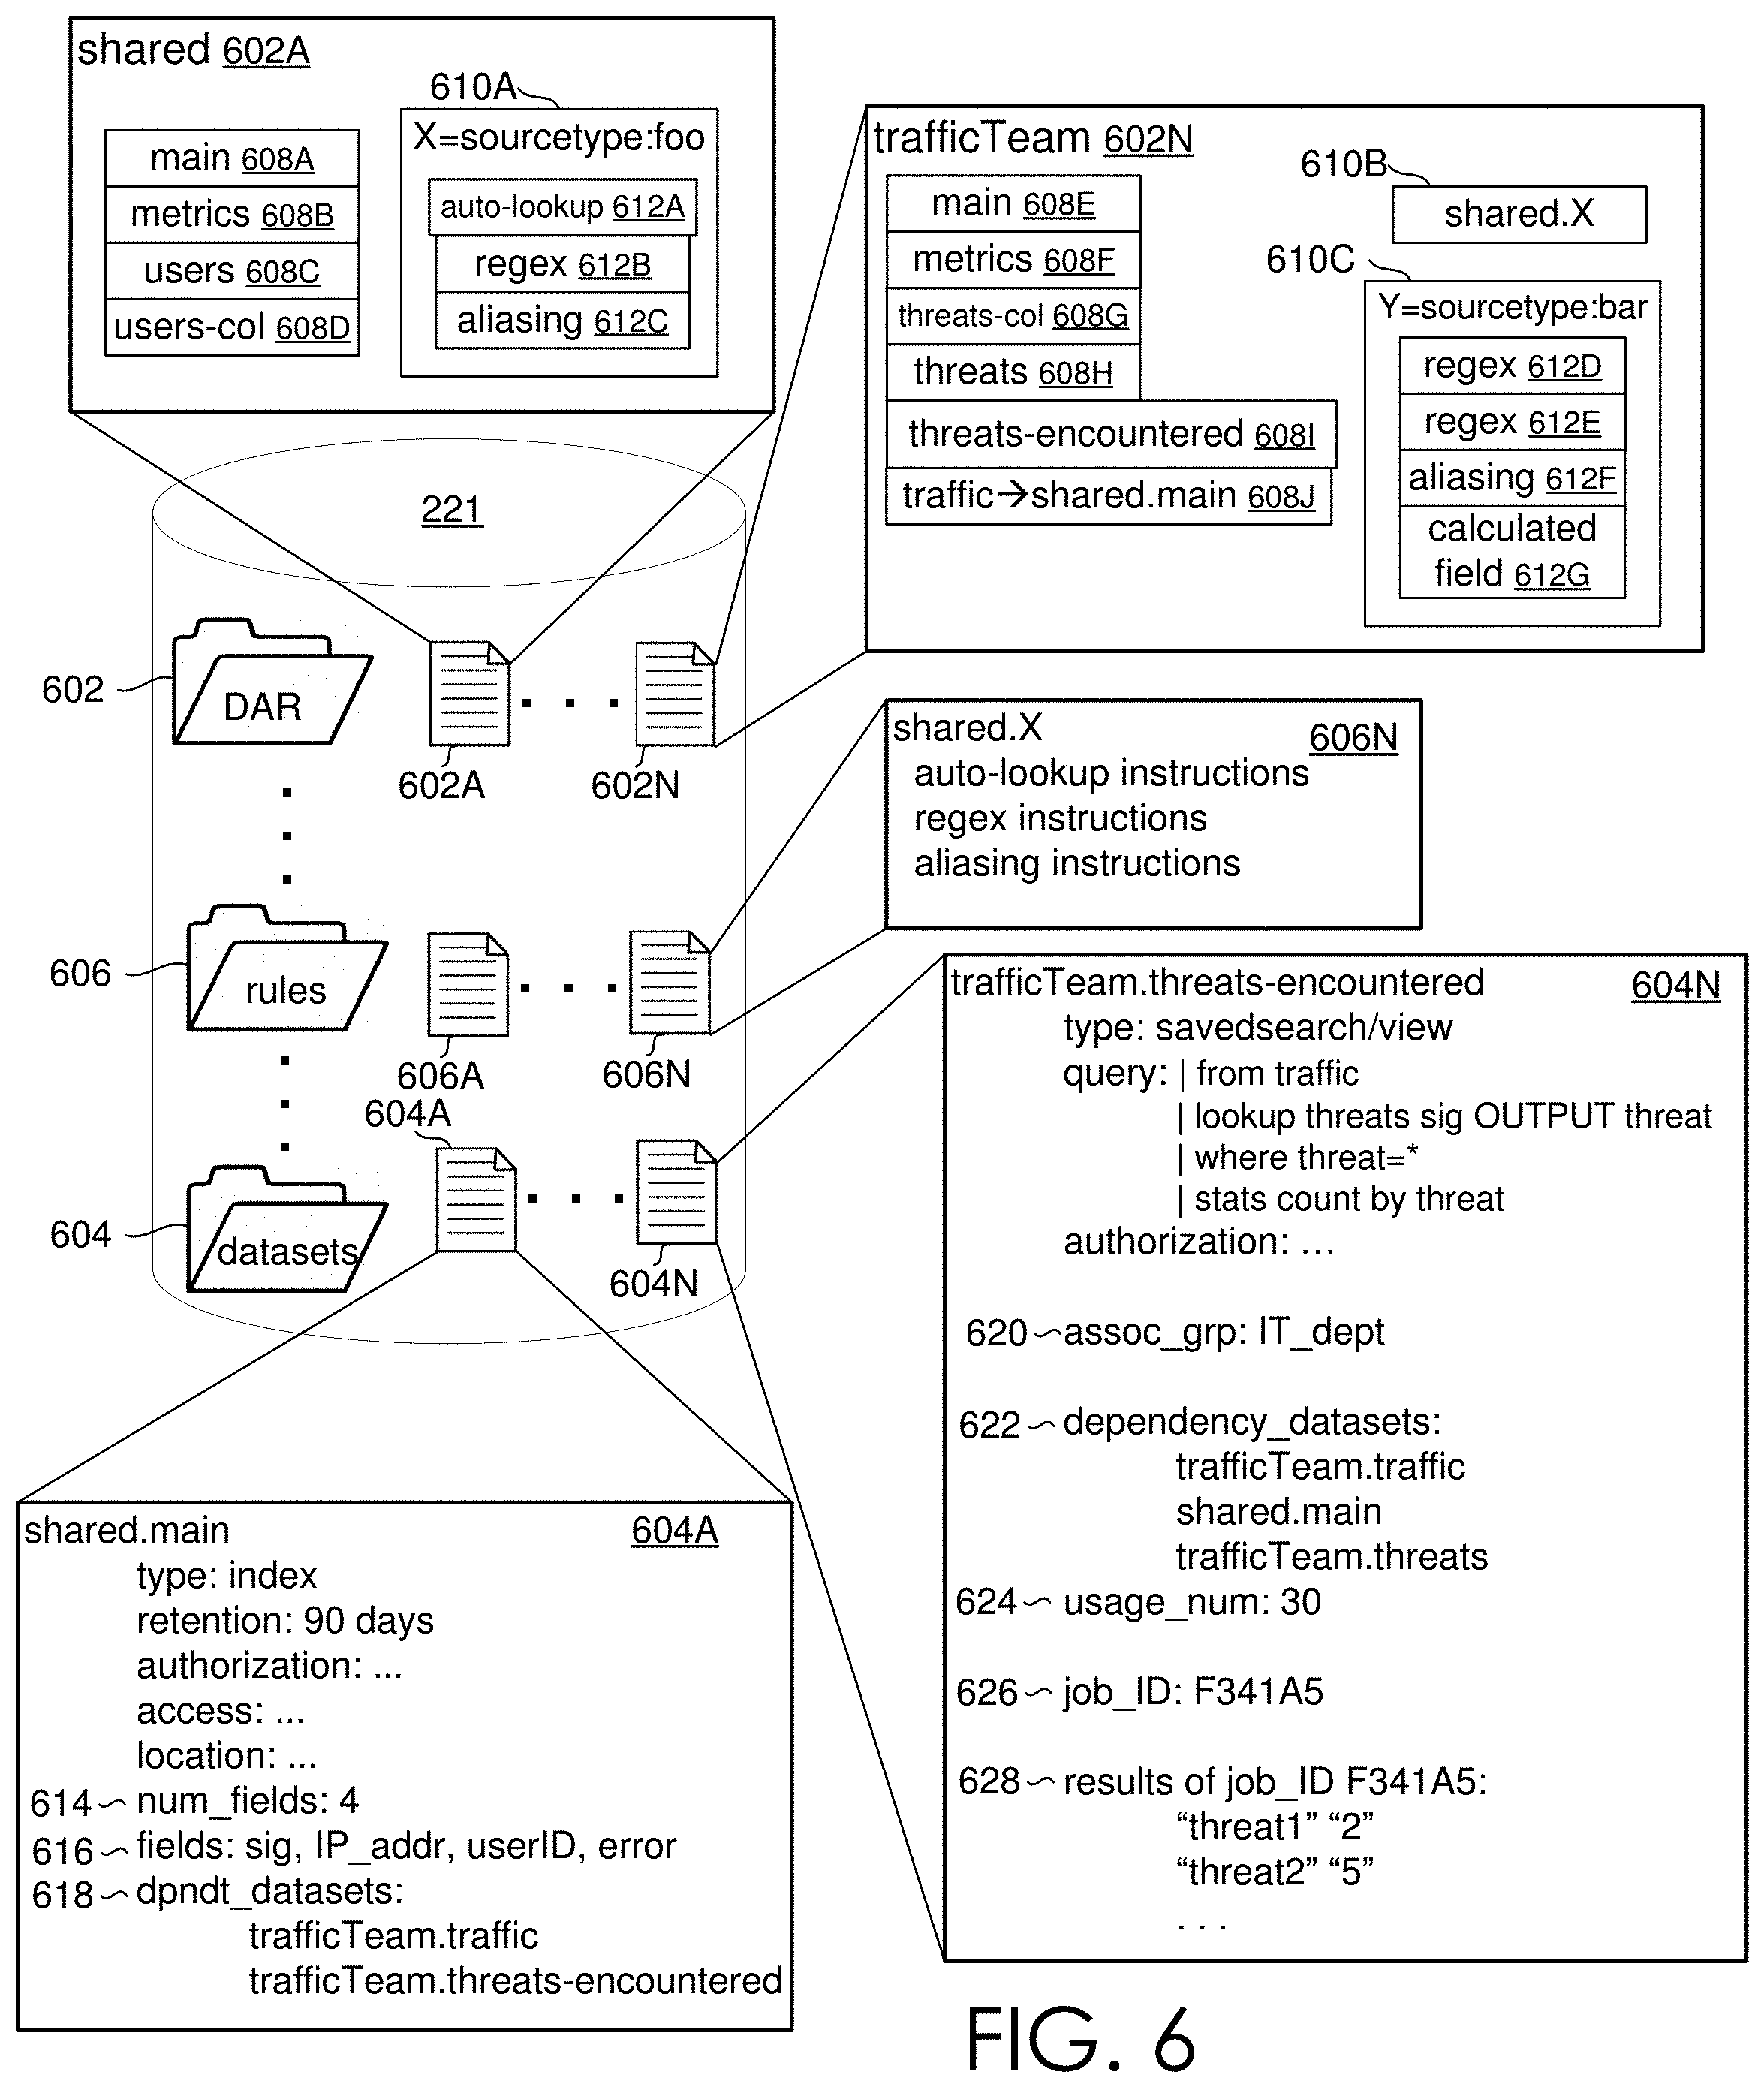 shared 602A
610A
X=sourcetype:foo
main 608A
metrics 608B
users 608C
users-col 608D
auto-lookup 612A
regex 612B
aliasing 612C
trafficTeam 602N
main 608E
metrics 608F
threats-col 608G
threats 608H
threats-encountered 608I
traffic→shared.main 608J
610B
shared.X
610C
Y=sourcetype:bar
regex 612D
regex 612E
aliasing 612F
calculated
field 612G
221
602
DAR
602A
602N
shared.X 606N
auto-lookup instructions
regex instructions
aliasing instructions
606
rules
606A
606N
604A
604
datasets
604N
trafficTeam.threats-encountered 604N
type: savedsearch/view
query: | from traffic
| lookup threats sig OUTPUT threat
| where threat=*
| stats count by threat
authorization: ...
620 assoc_grp: IT_dept
622 dependency_datasets:
trafficTeam.traffic
shared.main
trafficTeam.threats
624 usage_num: 30
626 job_ID: F341A5
628 results of job_ID F341A5:
“threat1” “2”
“threat2” “5”
. . .
shared.main 604A
type: index
retention: 90 days
authorization: ...
access: ...
location: ...
614 num_fields: 4
616 fields: sig, IP_addr, userID, error
618 dpndt_datasets:
trafficTeam.traffic
trafficTeam.threats-encountered
FIG. 6